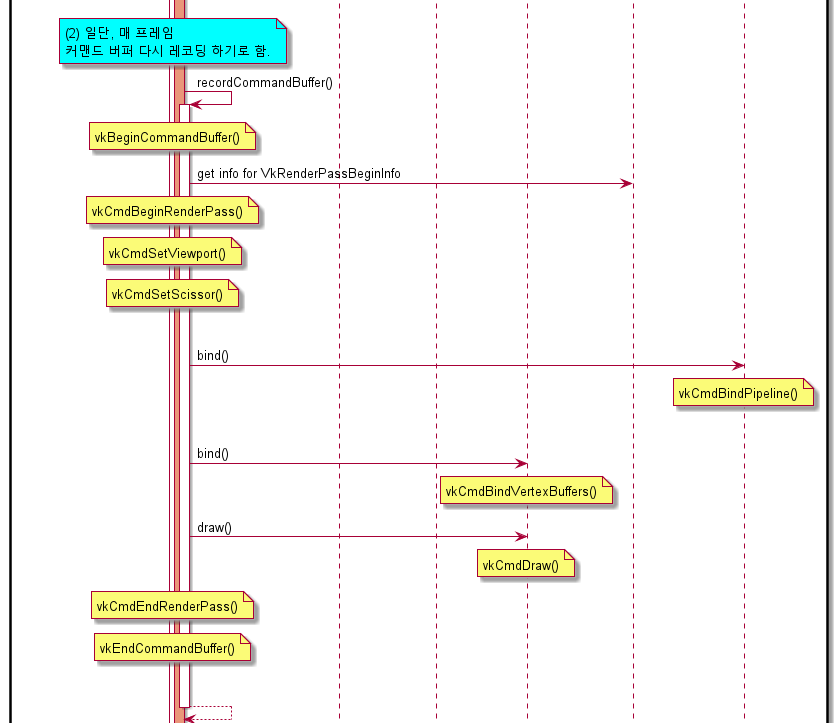 (2) 일단, 매 프레임
커맨드 버퍼 다시 레코딩 하기로 함.
recordCommandBuffer()
vkBeginCommandBuffer()
get info for VkRenderPassBeginInfo
vkCmdBeginRenderPass()
vkCmdSetViewport()
vkCmdSetScissor()
bind()
vkCmdBindPipeline()
bind()
vkCmdBindVertexBuffers()
draw()
vkCmdDraw()
vkCmdEndRenderPass()
vkEndCommandBuffer()